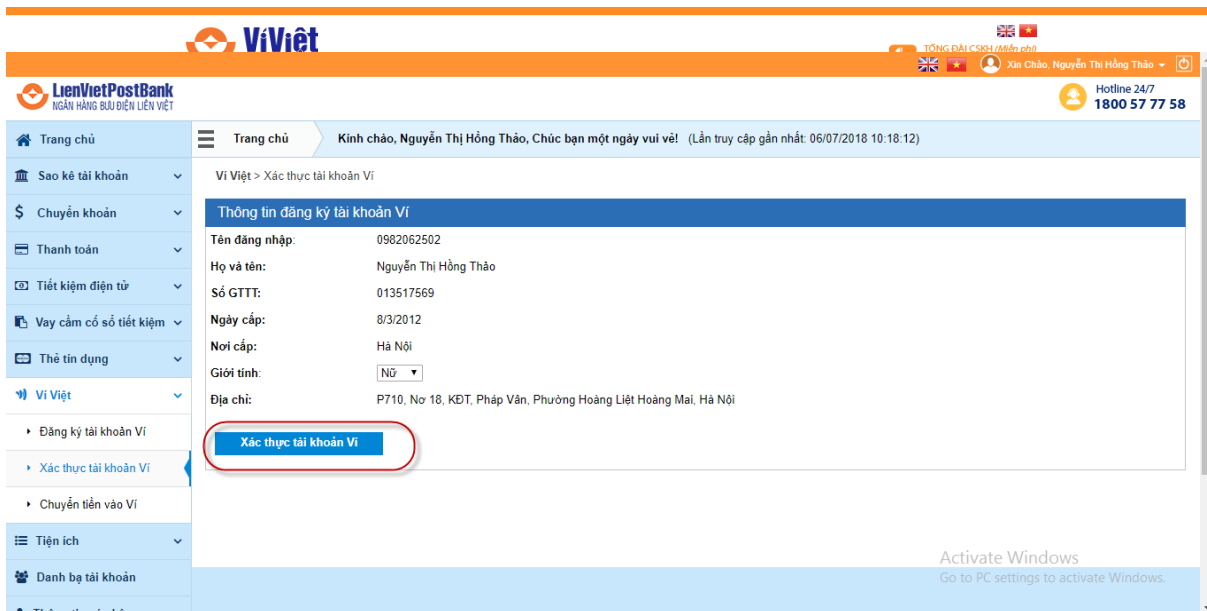 VíViệt
TỔNG ĐÀI CSKH (Miễn phí)
Xin Chào, Nguyễn Thị Hồng Thảo
LienVietPostBank
NGÂN HÀNG BƯU ĐIỆN LIÊN VIỆT
Hotline 24/7
1800 57 77 58
Trang chủ
Sao kê tài khoản
Chuyển khoản
Thanh toán
Tiết kiệm điện tử
Vay cầm cố sổ tiết kiệm
Thẻ tín dụng
Ví Việt
Đăng ký tài khoản Ví
Xác thực tài khoản Ví
Chuyển tiền vào Ví
Tiện ích
Danh bạ tài khoản
Trang chủ
Kính chào, Nguyễn Thị Hồng Thảo, Chúc bạn một ngày vui vẻ! (Lần truy cập gần nhất: 06/07/2018 10:18:12)
Ví Việt > Xác thực tài khoản Ví
Thông tin đăng ký tài khoản Ví
Tên đăng nhập: 0982062502
Họ và tên: Nguyễn Thị Hồng Thảo
Số GTTT: 013517569
Ngày cấp: 8/3/2012
Nơi cấp: Hà Nội
Giới tính: Nữ
Địa chỉ: P710, Nơ 18, KĐT, Pháp Vân, Phường Hoàng Liệt Hoàng Mai, Hà Nội
Xác thực tài khoản Ví
Activate Windows
Go to PC settings to activate Windows.